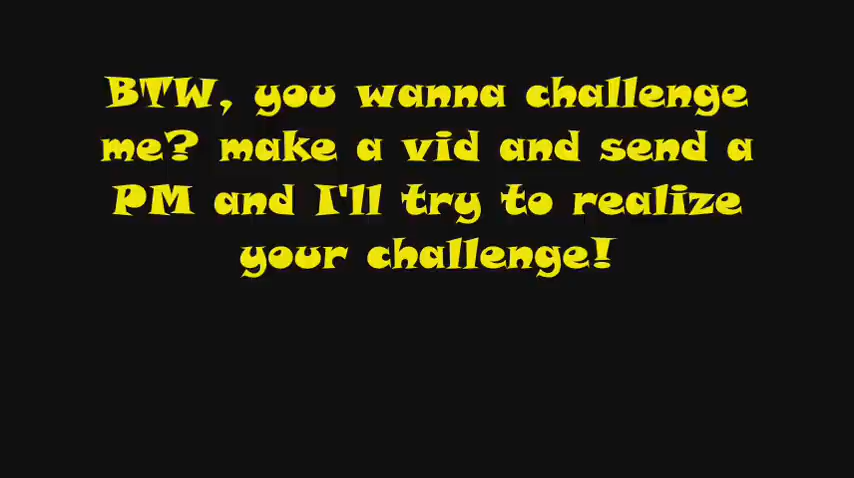 BTW, you wanna challenge
me? make a vid and send a
PM and I'll try to realize
your challenge!